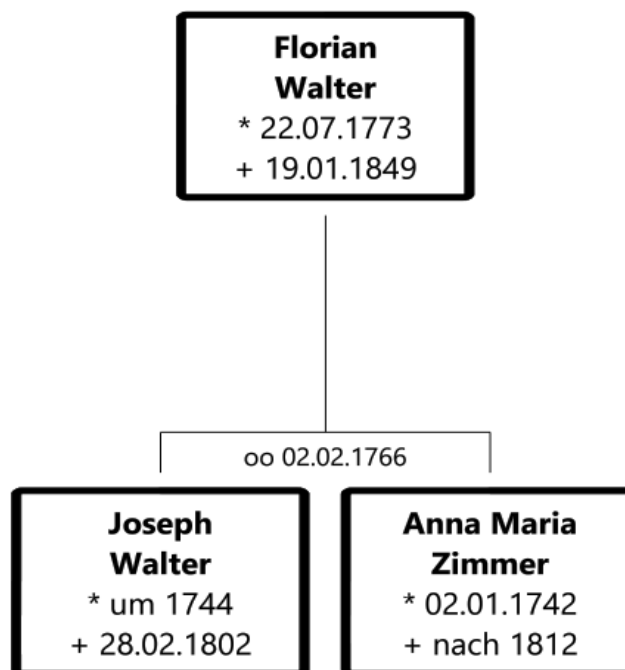 Florian
Walter
* 22.07.1773
+ 19.01.1849
oo 02.02.1766
Joseph
Walter
* um 1744
+ 28.02.1802
Anna Maria
Zimmer
* 02.01.1742
+ nach 1812